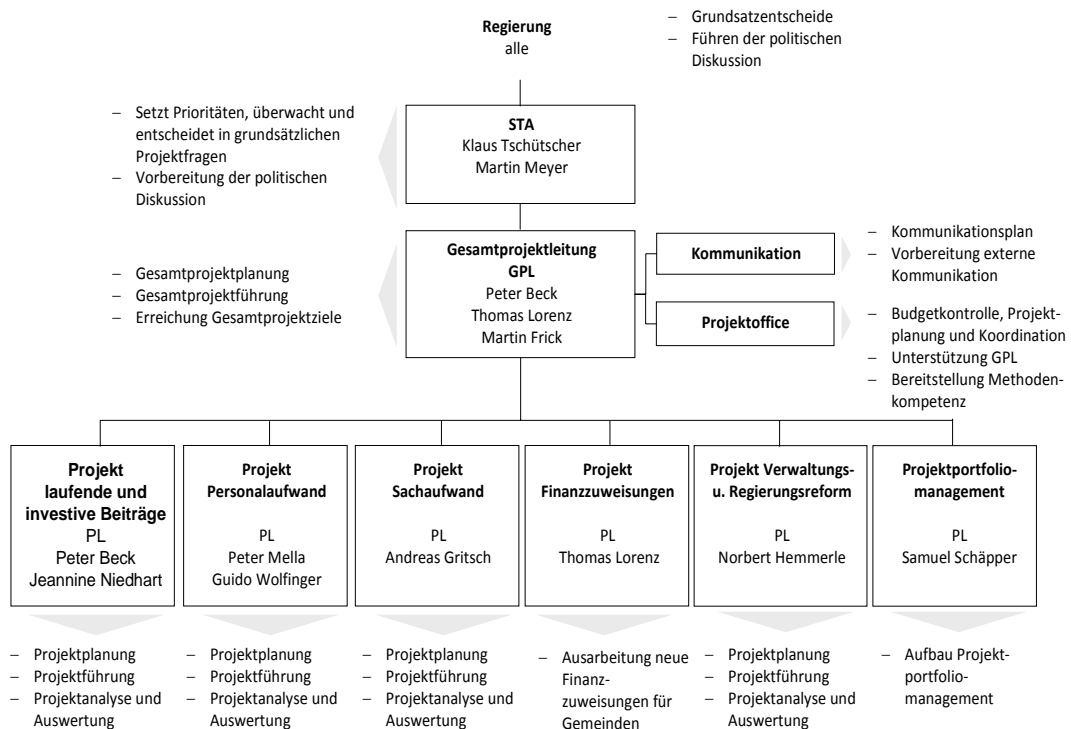 Regierung
alle
– Grundsatzentscheide
– Führen der politischen
Diskussion
– Setzt Prioritäten, überwacht und
entscheidet in grundsätzlichen
Projektfragen
– Vorbereitung der politischen
Diskussion
STA
Klaus Tschütscher
Martin Meyer
– Gesamtprojektplanung
– Gesamtprojektführung
– Erreichung Gesamtprojektziele
Gesamtprojektleitung
GPL
Peter Beck
Thomas Lorenz
Martin Frick
Kommunikation
– Kommunikationsplan
– Vorbereitung externe
Kommunikation
Projektoffice
– Budgetkontrolle, Projekt-
planung und Koordination
– Unterstützung GPL
– Bereitstellung Methoden-
kompetenz
Projekt
laufende und
investive Beiträge
PL
Peter Beck
Jeannine Niedhart
Projekt
Personalaufwand
PL
Peter Mella
Guido Wolfinger
Projekt
Sachaufwand
PL
Andreas Gritsch
Projekt
Finanzzuweisungen
PL
Thomas Lorenz
Projekt Verwaltungs-
u. Regierungsreform
PL
Norbert Hemmerle
Projektportfolio-
management
PL
Samuel Schäpper
– Projektplanung
– Projektführung
– Projektanalyse und
Auswertung
– Projektplanung
– Projektführung
– Projektanalyse und
Auswertung
– Projektplanung
– Projektführung
– Projektanalyse und
Auswertung
– Ausarbeitung neue
Finanz-
zuweisungen für
Gemeinden
– Projektplanung
– Projektführung
– Projektanalyse und
Auswertung
– Aufbau Projekt-
portfolio-
management